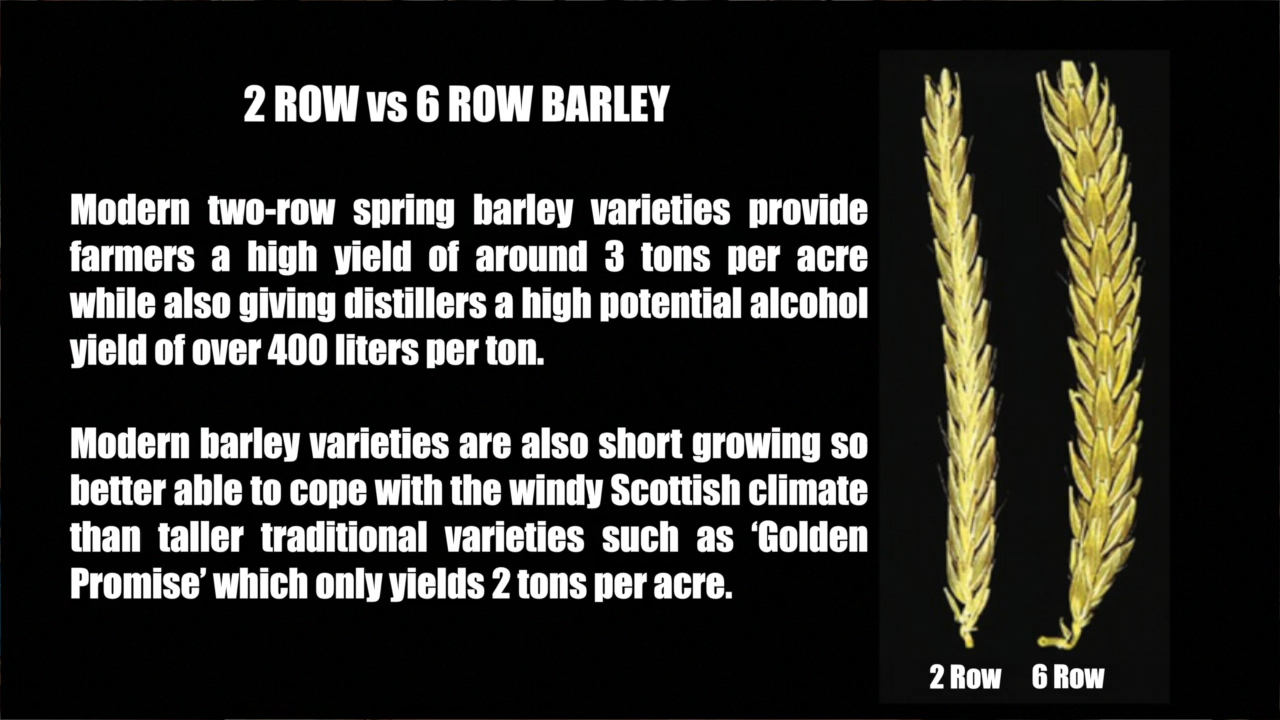 2 ROW vs 6 ROW BARLEY
Modern two-row spring barley varieties provide
farmers a high yield of around 3 tons per acre
while also giving distillers a high potential alcohol
yield of over 400 liters per ton.
Modern barley varieties are also short growing so
better able to cope with the windy Scottish climate
than taller traditional varieties such as ‘Golden
Promise’ which only yields 2 tons per acre.
2 Row
6 Row